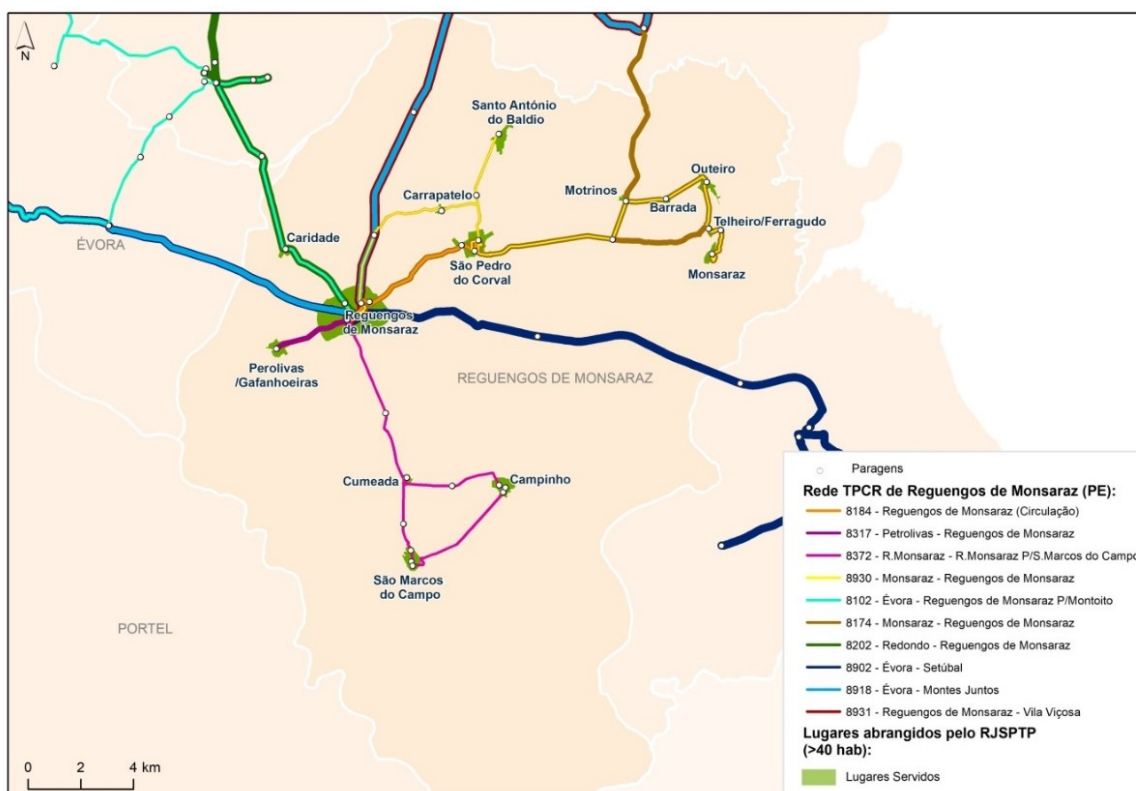 N
Santo António
do Baldio
Carrapatelo
Motrinos
Outeiro
Barrada
Telheiro/Ferragudo
Monsaraz
São Pedro
do Corval
ÉVORA
Caridade
Reguengos
de Monsaraz
Perolivas
/Gafanhoeiras
REGUENGOS DE MONSARAZ
Cumeada
Campinho
São Marcos
do Campo
PORTEL
0 2 4 km
Paragens
Rede TPCR de Reguengos de Monsaraz (PE):
8184 - Reguengos de Monsaraz (Circulação)
8317 - Petrolivas - Reguengos de Monsaraz
8372 - R.Monsaraz - R.Monsaraz P/S.Marcos do Campo
8930 - Monsaraz - Reguengos de Monsaraz
8102 - Évora - Reguengos de Monsaraz P/Montoito
8174 - Monsaraz - Reguengos de Monsaraz
8202 - Redondo - Reguengos de Monsaraz
8902 - Évora - Setúbal
8918 - Évora - Montes Juntos
8931 - Reguengos de Monsaraz - Vila Viçosa
Lugares abrangidos pelo RJSPTP
(>40 hab):
Lugares Servidos